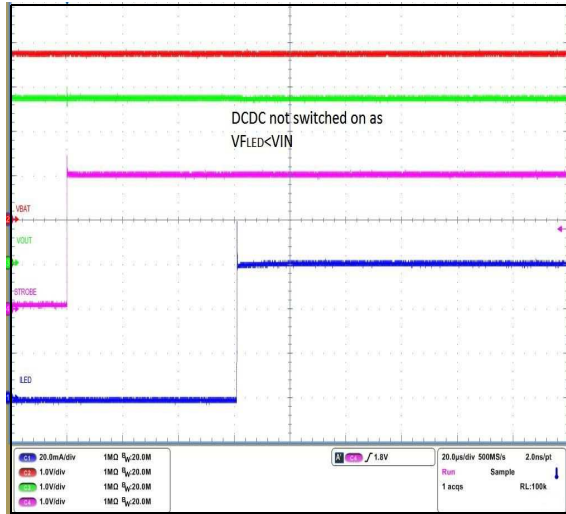 DCDC not switched on as
VFLED<VIN
VBAT
VOUT
STROBE
ILED
C1 20.0mA/div 1MΩ BW:20.0M
1.0V/div 1MΩ BW:20.0M
1.0V/div 1MΩ BW:20.0M
C4 1.0V/div 1MΩ BW:20.0M
A' C4 1.8V
20.0µs/div 500MS/s 2.0ns/pt
Run Sample
1 acqs RL:100k